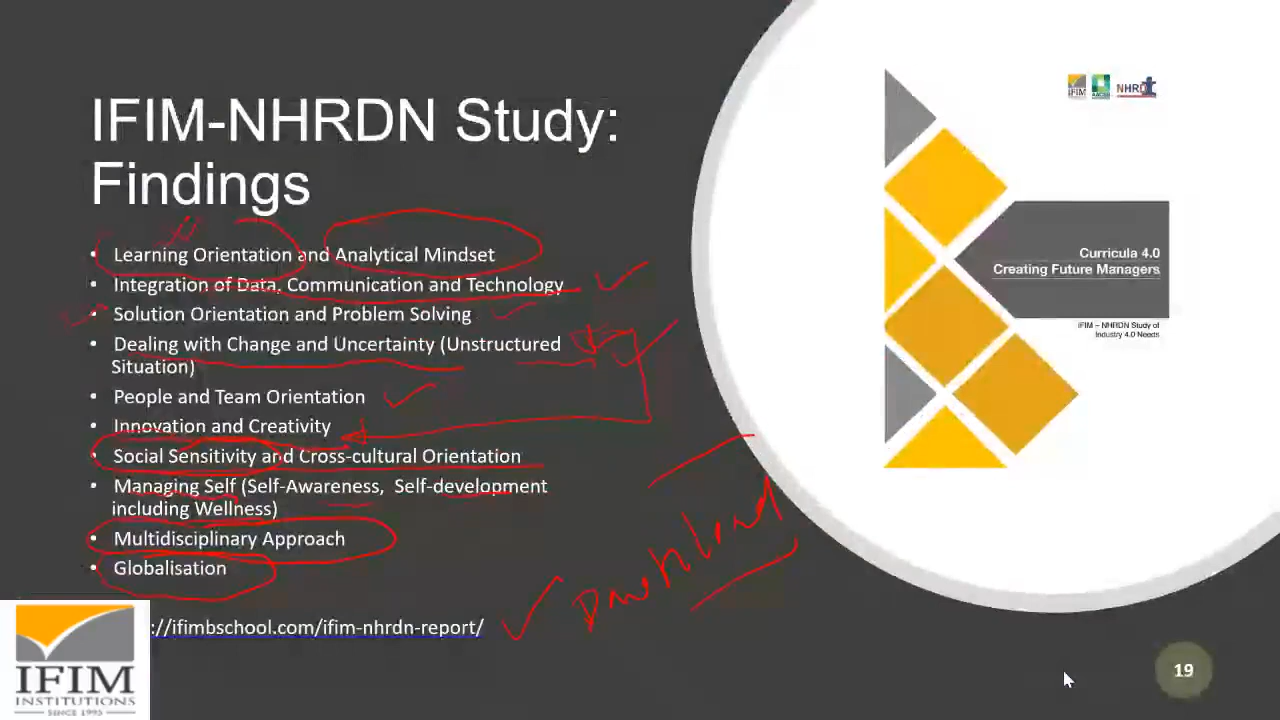 IFIM-NHRDN Study:
Findings
• Learning Orientation and Analytical Mindset
• Integration of Data, Communication and Technology
• Solution Orientation and Problem Solving
• Dealing with Change and Uncertainty (Unstructured
Situation)
• People and Team Orientation
• Innovation and Creativity
• Social Sensitivity and Cross-cultural Orientation
• Managing Self (Self-Awareness, Self-development
including Wellness)
• Multidisciplinary Approach
• Globalisation
://ifimbschool.com/ifim-nhrdn-report/
Download
IFIM
INSTITUTIONS
SINCE 1995
IFIM
NHRD
Curricula 4.0
Creating Future Managers
IFIM – NHRDN Study of
Industry 4.0 Needs
19